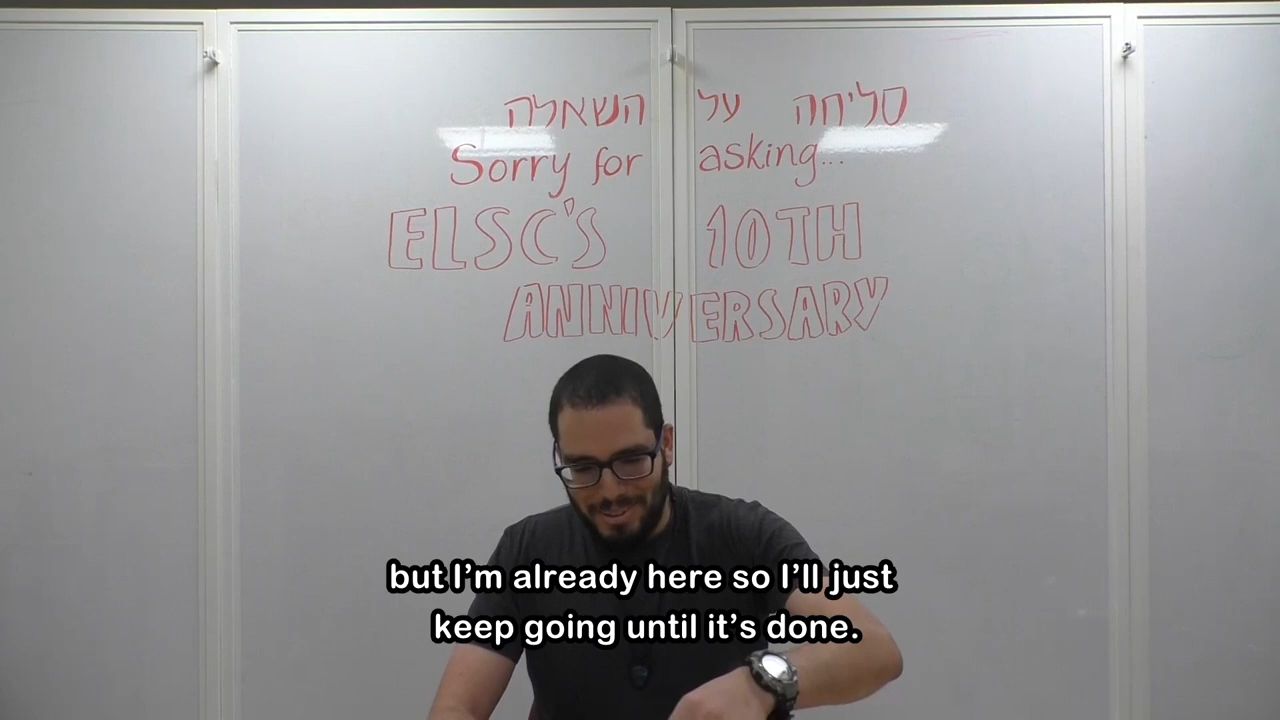 סליחה על השאלה
Sorry for asking...
ELSC'S 10TH
ANNIVERSARY
but I'm already here so I'll just
keep going until it's done.